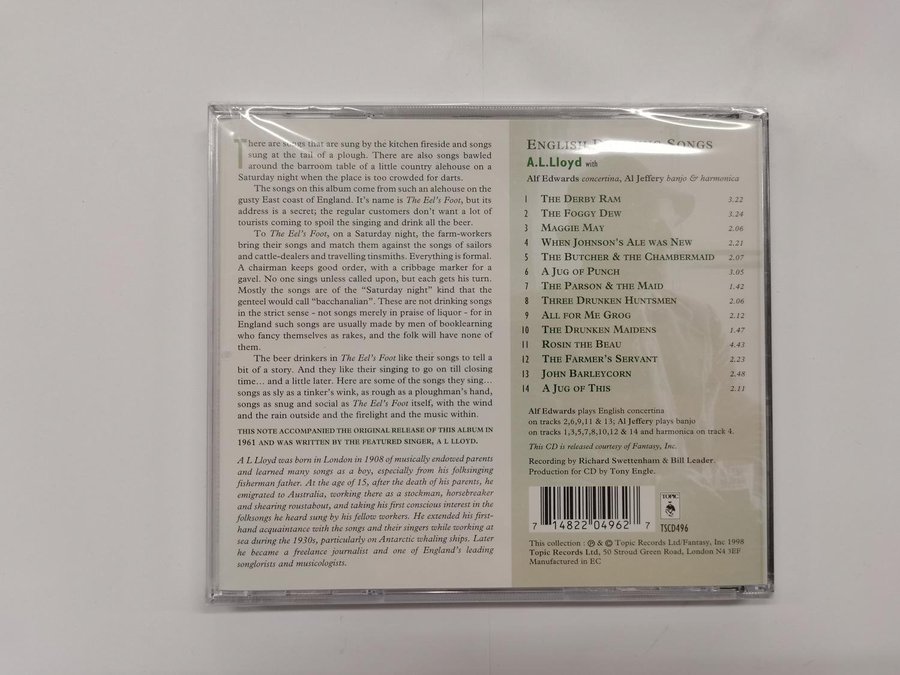 There are songs that are sung by the kitchen fireside and songs
sung at the tail of a plough. There are also songs bawled
around the barroom table of a little country alehouse on a
Saturday night when the place is too crowded for darts.
The songs on this album come from such an alehouse on the
gusty East coast of England. It's name is The Eel's Foot, but its
address is a secret; the regular customers don't want a lot of
tourists coming to spoil the singing and drink all the beer.
To The Eel's Foot, on a Saturday night, the farm-workers
bring their songs and match them against the songs of sailors
and cattle-dealers and travelling tinsmiths. Everything is formal.
A chairman keeps good order, with a cribbage marker for a
gavel. No one sings unless called upon, but each gets his turn.
Mostly the songs are of the "Saturday night" kind that the
genteel would call "bacchanalian". These are not drinking songs
in the strict sense - not songs merely in praise of liquor - for in
England such songs are usually made by men of booklearning
who fancy themselves as rakes, and the folk will have none of
them.
The beer drinkers in The Eel's Foot like their songs to tell a
bit of a story. And they like their singing to go on till closing
time... and a little later. Here are some of the songs they sing...
songs as sly as a tinker's wink, as rough as a ploughman's hand,
songs as snug and social as The Eel's Foot itself, with the wind
and the rain outside and the firelight and the music within.
THIS NOTE ACCOMPANIED THE ORIGINAL RELEASE OF THIS ALBUM IN
1961 AND WAS WRITTEN BY THE FEATURED SINGER, A L LLOYD.
A L Lloyd was born in London in 1908 of musically endowed parents
and learned many songs as a boy, especially from his folksinging
fisherman father. At the age of 15, after the death of his parents, he
emigrated to Australia, working there as a stockman, horsebreaker
and shearing roustabout, and taking his first conscious interest in the
folksongs he heard sung by his fellow workers. He extended his first-
hand acquaintance with the songs and their singers while working at
sea during the 1930s, particularly on Antarctic whaling ships. Later
he became a freelance journalist and one of England's leading
songlorists and musicologists.
ENGLISH SONGS
A.L.Lloyd with
Alf Edwards concertina, Al Jeffery banjo & harmonica
1 THE DERBY RAM 3.22
2 THE FOGGY DEW 3.24
3 MAGGIE MAY 2.06
4 WHEN JOHNSON'S ALE WAS NEW 2.21
5 THE BUTCHER & THE CHAMBERMAID 2.07
6 A JUG OF PUNCH 3.05
7 THE PARSON & THE MAID 1.42
8 THREE DRUNKEN HUNTSMEN 2.06
9 ALL FOR ME GROG 2.12
10 THE DRUNKEN MAIDENS 1.47
11 ROSIN THE BEAU 4.43
12 THE FARMER'S SERVANT 2.23
13 JOHN BARLEYCORN 2.48
14 A JUG OF THIS 2.11
Alf Edwards plays English concertina
on tracks 2,6,9,11 & 13; Al Jeffery plays banjo
on tracks 1,3,5,7,8,10,12 & 14 and harmonica on track 4.
This CD is released courtesy of Fantasy, Inc.
Recording by Richard Swettenham & Bill Leader.
Production for CD by Tony Engle.
TOPIC
7 14822 04962 7
TSCD496
This collection : ℗ & © Topic Records Ltd/Fantasy, Inc 1998
Topic Records Ltd, 50 Stroud Green Road, London N4 3EF
Manufactured in EC